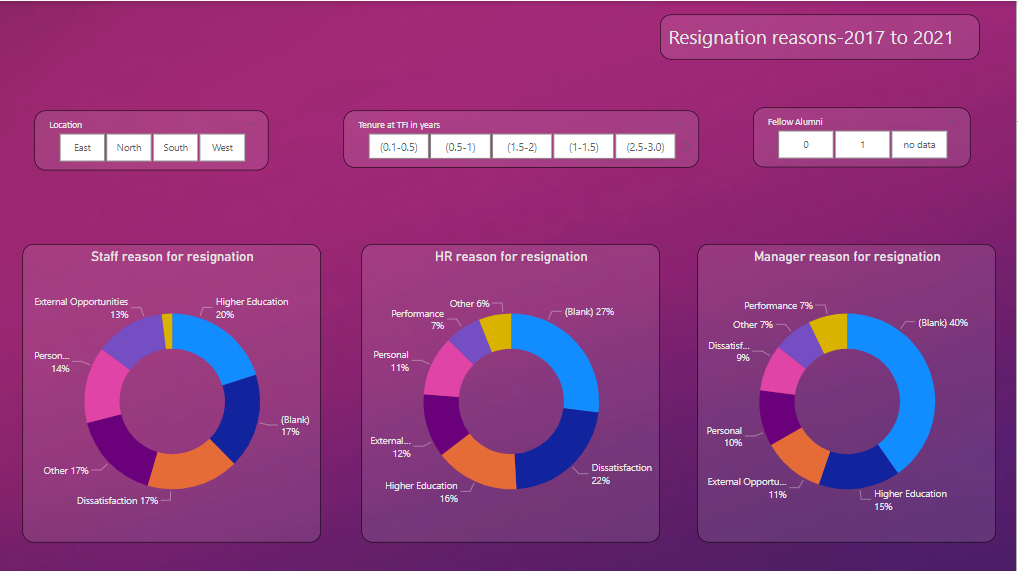 Resignation reasons-2017 to 2021
Location
East North South West
Tenure at TFI in years
(0.1-0.5) (0.5-1) (1.5-2) (1-1.5) (2.5-3.0)
Fellow Alumni
0 1 no data
Staff reason for resignation
External Opportunities
13%
Higher Education
20%
Person...
14%
(Blank)
17%
Other 17%
Dissatisfaction 17%
HR reason for resignation
Other 6%
(Blank) 27%
Performance
7%
Personal
11%
External...
12%
Higher Education
16%
Dissatisfaction
22%
Manager reason for resignation
Performance 7%
(Blank) 40%
Other 7%
Dissatisf...
9%
Personal
10%
External Opportu...
11%
Higher Education
15%